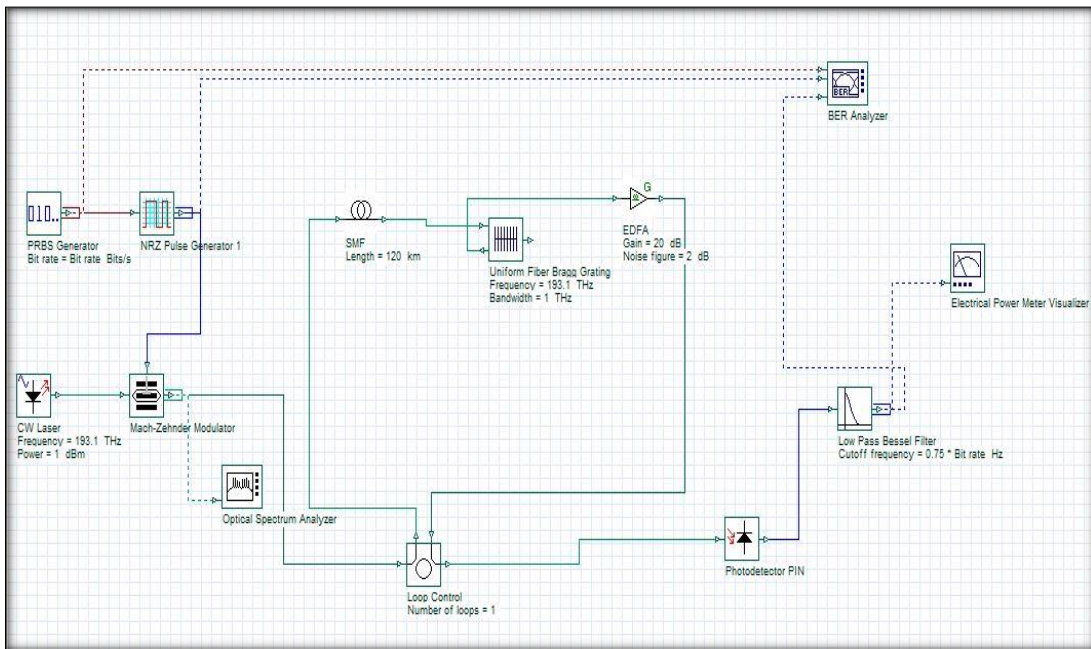 BER
BER Analyzer
010..
PRBS Generator
Bit rate = Bit rate Bits/s
NRZ Pulse Generator 1
SMF
Length = 120 km
Uniform Fiber Bragg Grating
Frequency = 193.1 THz
Bandwidth = 1 THz
G
EDFA
Gain = 20 dB
Noise figure = 2 dB
Electrical Power Meter Visualizer
CW Laser
Frequency = 193.1 THz
Power = 1 dBm
Mach-Zehnder Modulator
Optical Spectrum Analyzer
Low Pass Bessel Filter
Cutoff frequency = 0.75 * Bit rate Hz
Photodetector PIN
Loop Control
Number of loops = 1